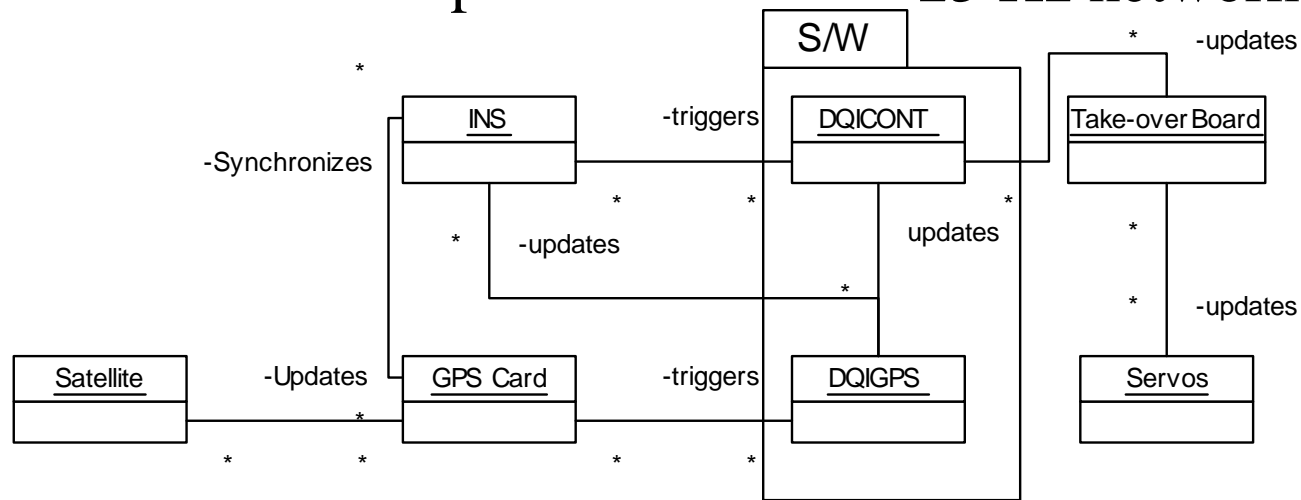 S/W
* -updates
*
INS
-triggers
DQICONT
Take-over Board
-Synchronizes
* * *
* -updates
updates
*
*
* -updates
Satellite
-Updates
GPS Card
-triggers
DQIGPS
Servos
*
* * * *